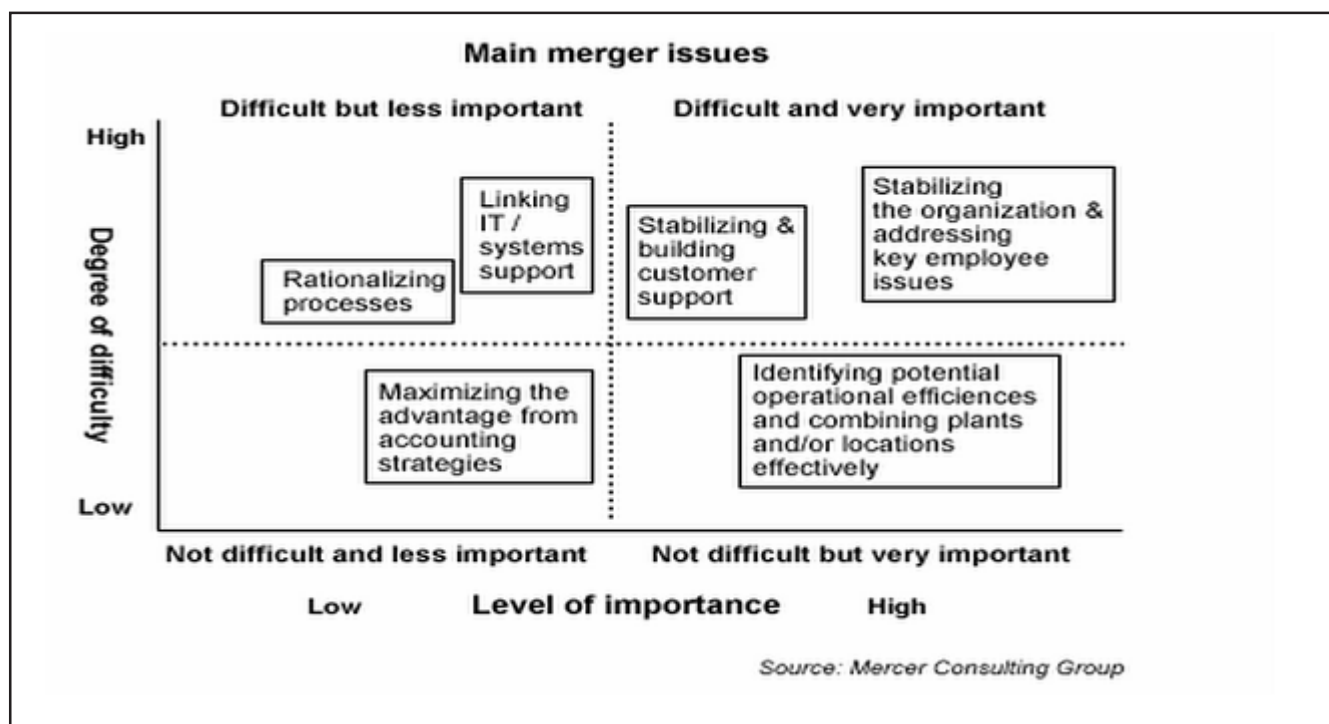 Main merger issues
Difficult but less important
Difficult and very important
High
Degree of difficulty
Low
Linking
IT /
systems
support
Rationalizing
processes
Stabilizing &
building
customer
support
Stabilizing
the organization &
addressing
key employee
issues
Maximizing the
advantage from
accounting
strategies
Identifying potential
operational efficiences
and combining plants
and/or locations
effectively
Not difficult and less important
Not difficult but very important
Low
Level of importance
High
Source: Mercer Consulting Group